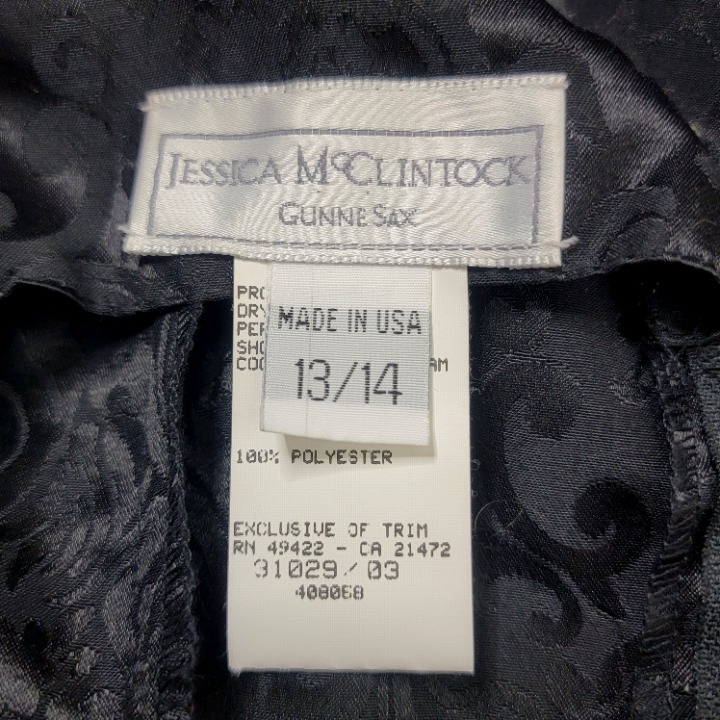 JESSICA McCLINTOCK
GUNNE SAX
MADE IN USA
13/14
100% POLYESTER
EXCLUSIVE OF TRIM
RN 49422 - CA 21472
31029/03
408068